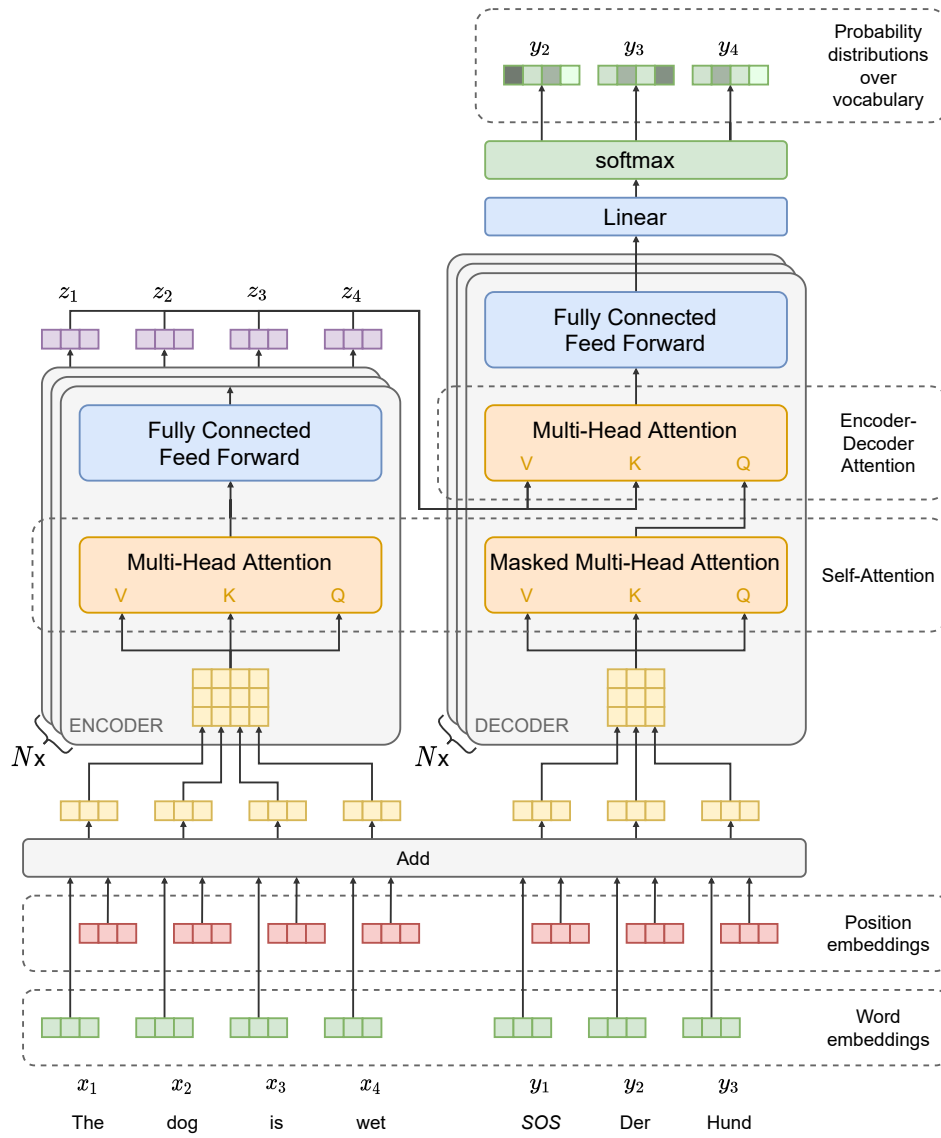 Probability
distributions
over
vocabulary
y2 y3 y4
softmax
Linear
z1 z2 z3 z4
Fully Connected
Feed Forward
Multi-Head Attention
V K Q
Encoder-
Decoder
Attention
Fully Connected
Feed Forward
Multi-Head Attention
V K Q
Masked Multi-Head Attention
V K Q
Self-Attention
ENCODER
DECODER
Nx
Nx
Add
Position
embeddings
Word
embeddings
x1 x2 x3 x4 y1 y2 y3
The dog is wet SOS Der Hund